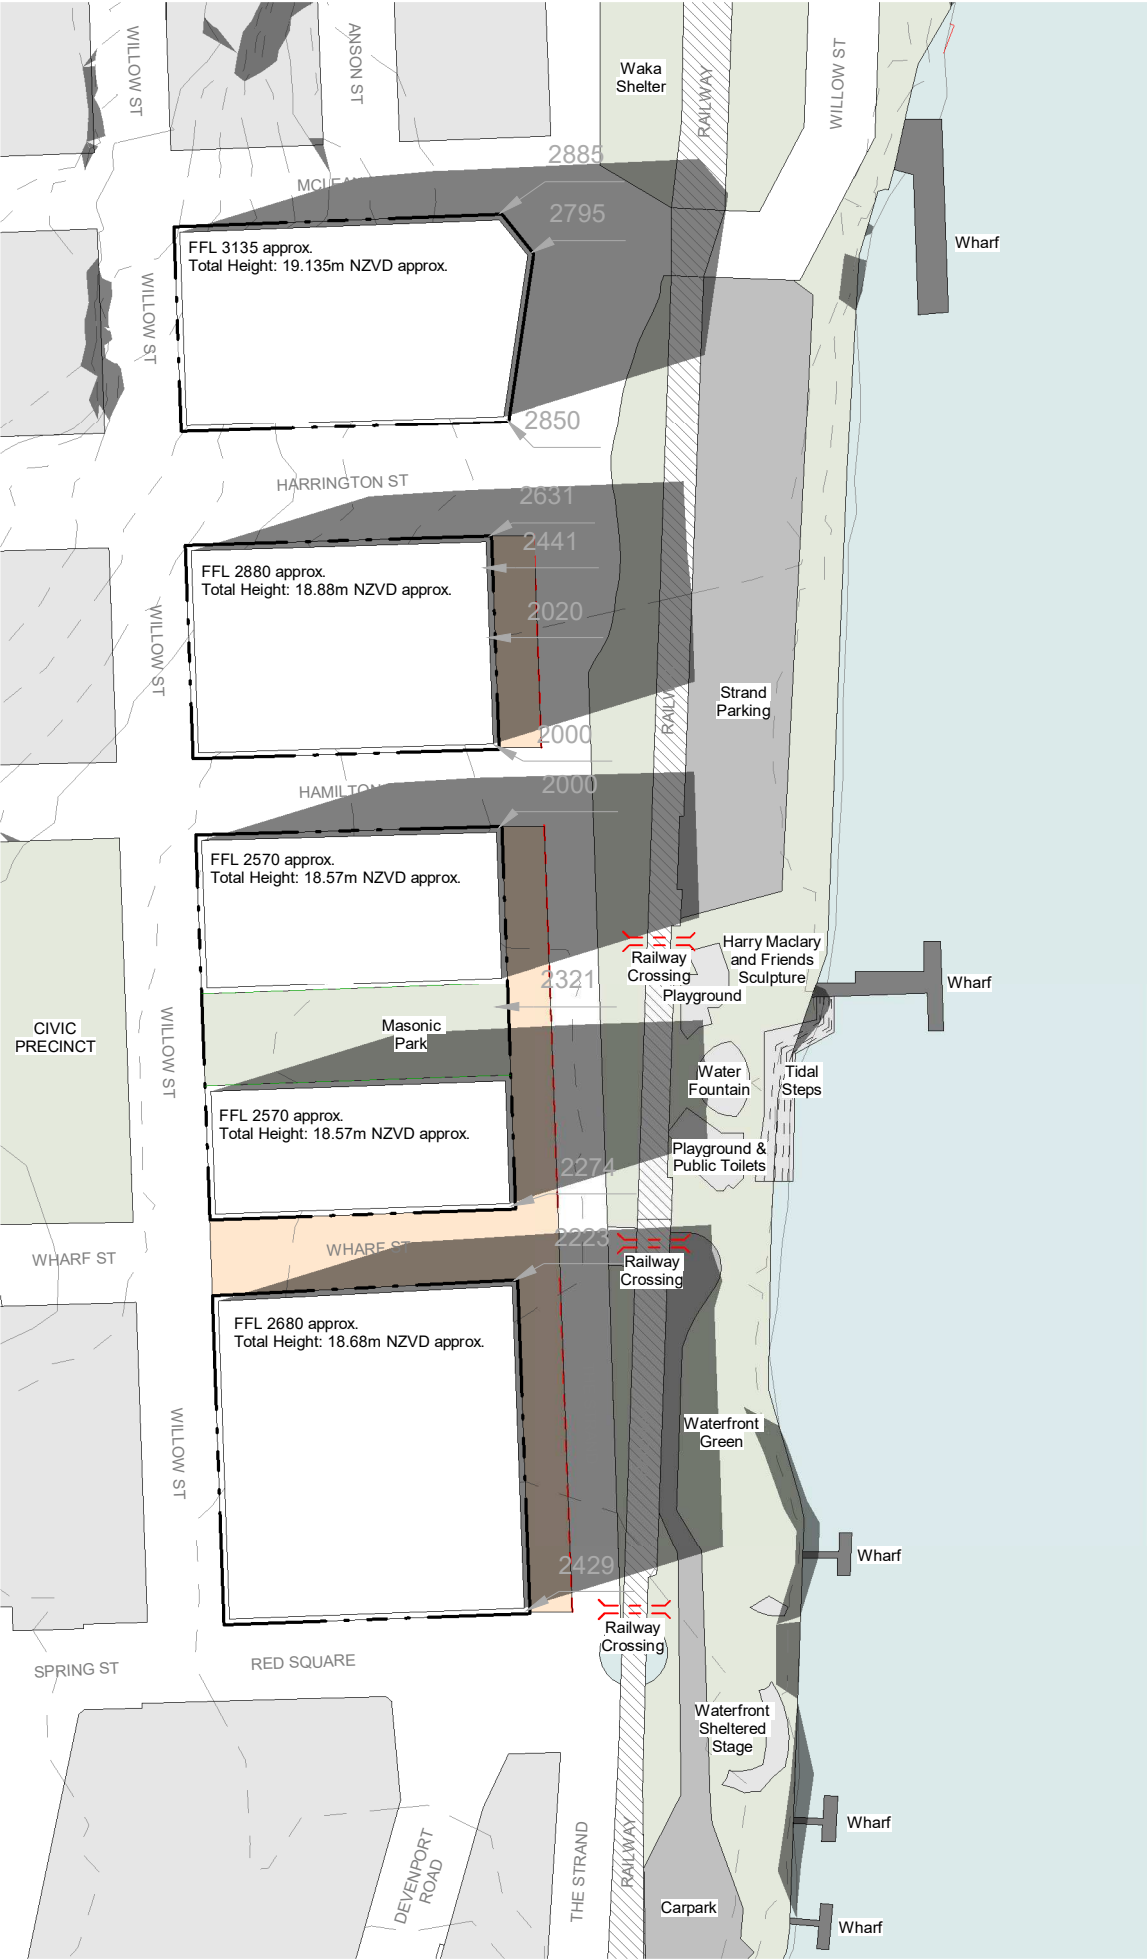 WILLOW ST
ANSON ST
Waka
Shelter
RAILWAY
WILLOW ST
2885
MCLEAN
2795
FFL 3135 approx.
Total Height: 19.135m NZVD approx.
Wharf
WILLOW ST
2850
HARRINGTON ST
2631
2441
FFL 2880 approx.
Total Height: 18.88m NZVD approx.
2020
WILLOW ST
Strand
Parking
2000
HAMILTON
2000
FFL 2570 approx.
Total Height: 18.57m NZVD approx.
Railway
Crossing
Harry Maclary
and Friends
Sculpture
Playground
2321
Wharf
CIVIC
PRECINCT
WILLOW ST
Masonic
Park
Water
Fountain
Tidal
Steps
FFL 2570 approx.
Total Height: 18.57m NZVD approx.
Playground &
Public Toilets
2274
WHARF ST
WHARF ST
2223
Railway
Crossing
FFL 2680 approx.
Total Height: 18.68m NZVD approx.
WILLOW ST
Waterfront
Green
Wharf
2429
Railway
Crossing
SPRING ST
RED SQUARE
Waterfront
Sheltered
Stage
Wharf
DEVENPORT
ROAD
THE STRAND
RAILWAY
Carpark
Wharf